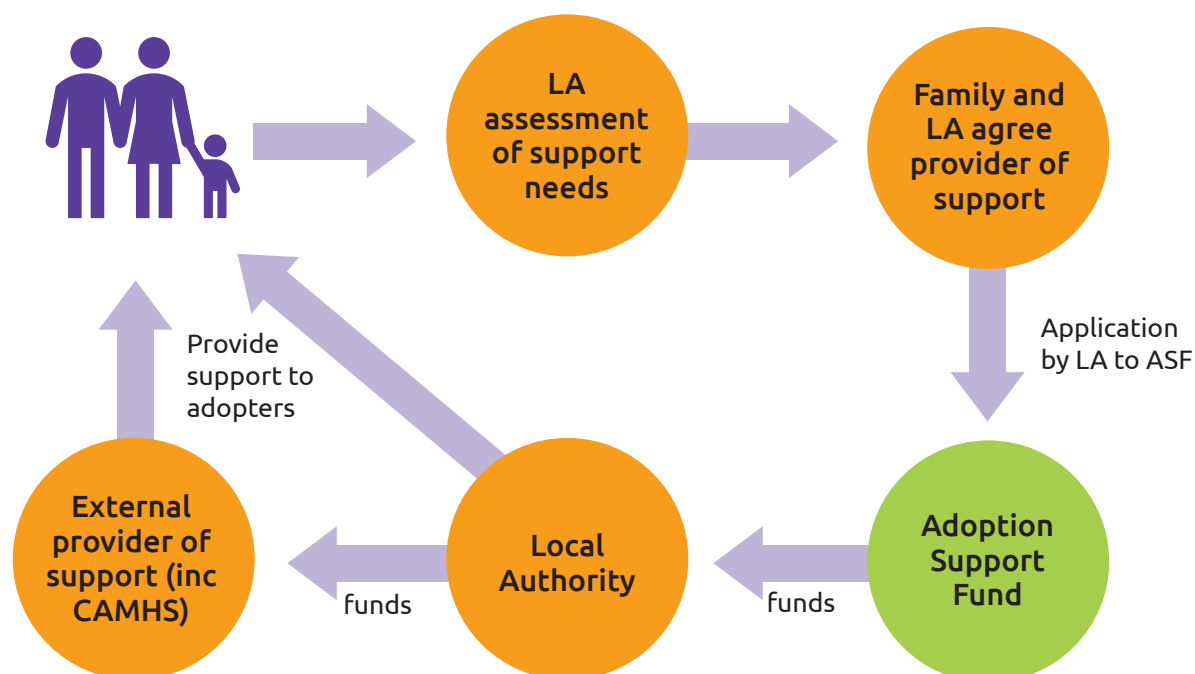 LA
assessment
of support
needs
Family and
LA agree
provider of
support
Application
by LA to ASF
Provide
support to
adopters
External
provider of
support (inc
CAMHS)
funds
Local
Authority
funds
Adoption
Support
Fund